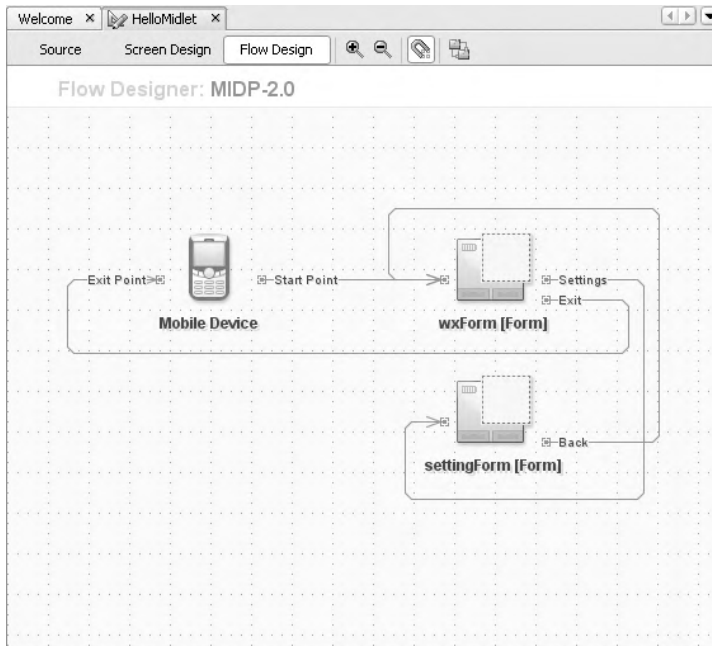 Welcome × HelloMidlet ×
Source Screen Design Flow Design
Flow Designer: MIDP-2.0
Exit Point Start Point Settings
Exit
Mobile Device wxForm [Form]
Back
settingForm [Form]